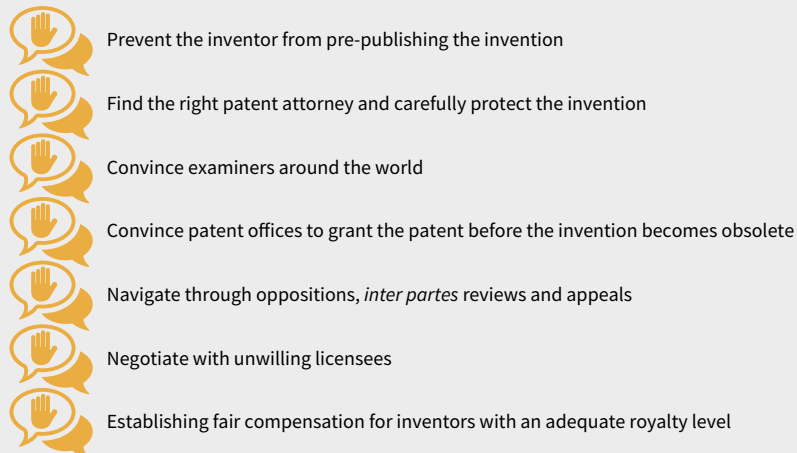 Prevent the inventor from pre-publishing the invention
Find the right patent attorney and carefully protect the invention
Convince examiners around the world
Convince patent offices to grant the patent before the invention becomes obsolete
Navigate through oppositions, inter partes reviews and appeals
Negotiate with unwilling licensees
Establishing fair compensation for inventors with an adequate royalty level